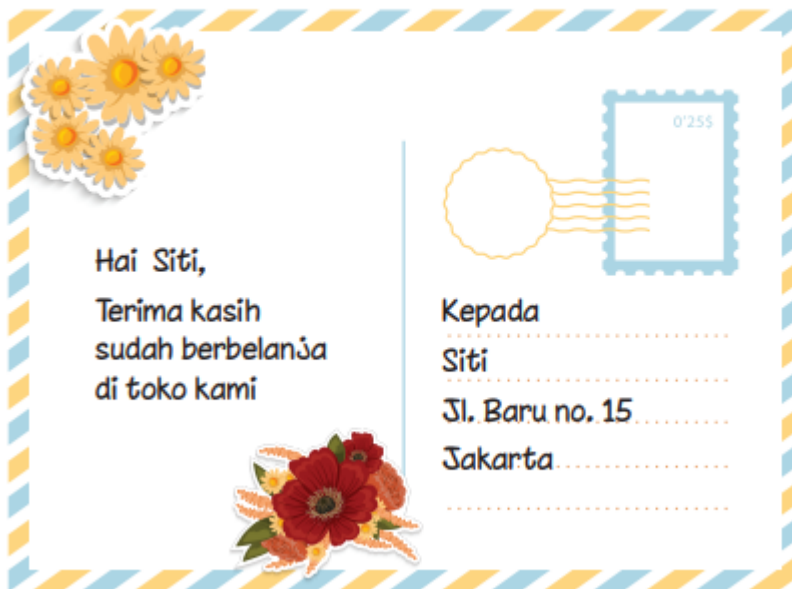 0'25$
Hai Siti,
Terima kasih
sudah berbelanja
di toko kami
Kepada
Siti
Jl. Baru no. 15
Jakarta